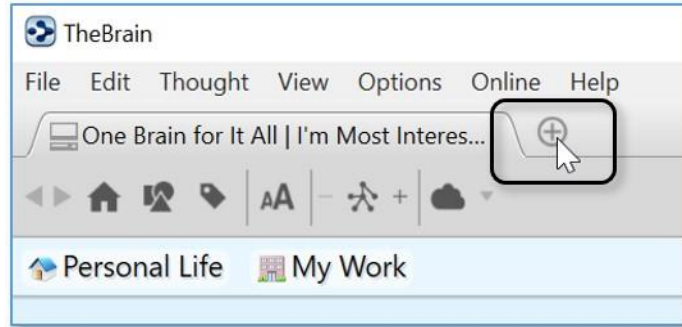 TheBrain
File Edit Thought View Options Online Help
One Brain for It All | I'm Most Interes...
AA
Personal Life My Work